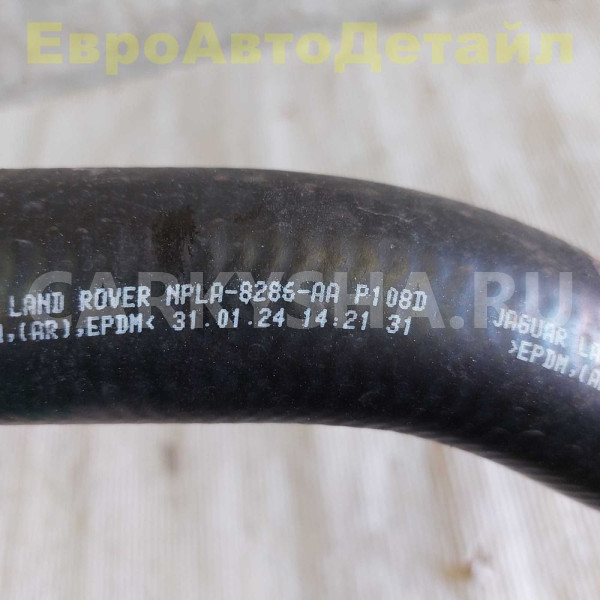 ЕвроАвтоДетайл
LAND ROVER NPLA-8286-AA P108D
,(AR),EPDM< 31.01.24 14:21 31
JAGUAR LA
>EPDM,(A
CARKYSHA.RU